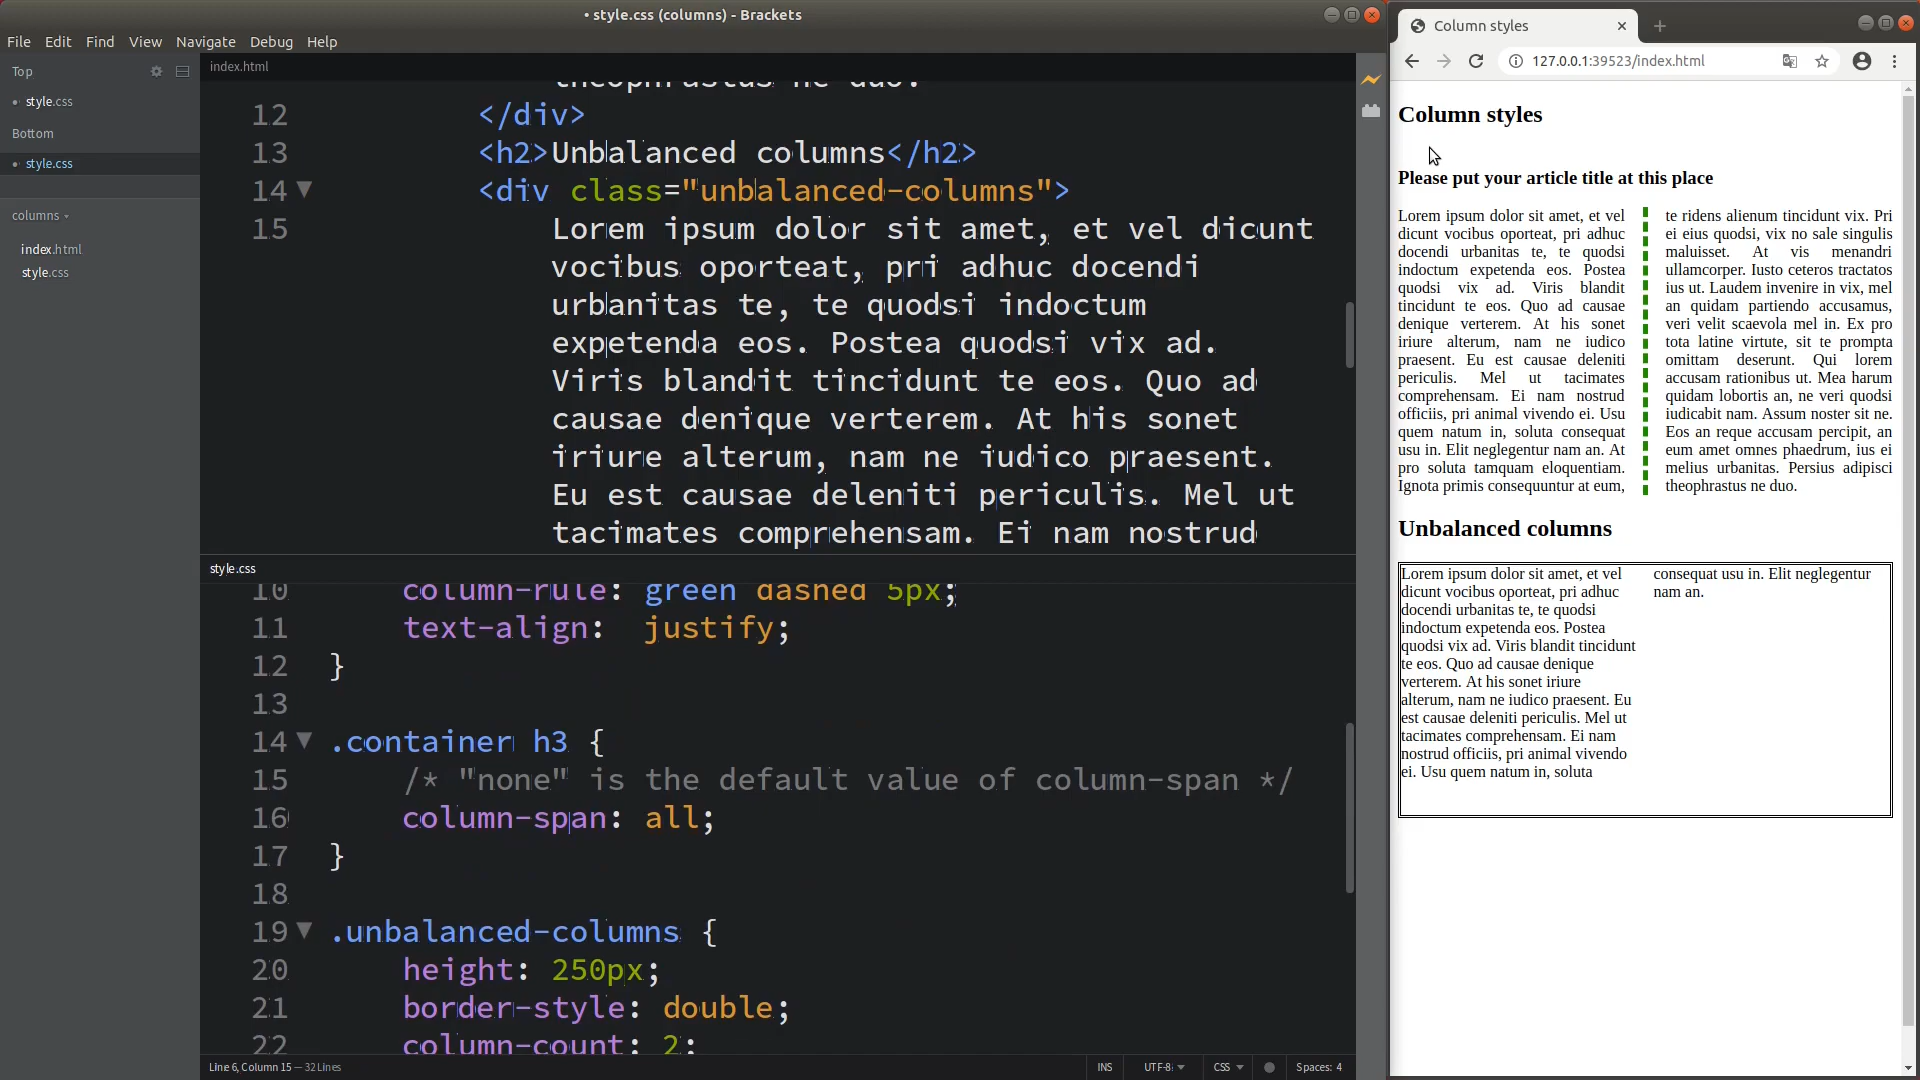 • style.css (columns) - Brackets
File Edit Find View Navigate Debug Help
Top
• style.css
Bottom
• style.css
columns
index.html
style.css
index.html
theophrastus ne duo.
12 </div>
13 <h2>Unbalanced columns</h2>
14 <div class="unbalanced-columns">
15 Lorem ipsum dolor sit amet, et vel dicunt
vocibus oporteat, pri adhuc docendi
urbanitas te, te quodsi indoctum
expetenda eos. Postea quodsi vix ad.
Viris blandit tincidunt te eos. Quo ad
causae denique verterem. At his sonet
iriure alterum, nam ne iudico praesent.
Eu est causae deleniti periculis. Mel ut
tacimates comprehensam. Ei nam nostrud
style.css
10 column-rule: green dashed 5px;
11 text-align: justify;
12 }
13
14 .container h3 {
15 /* "none" is the default value of column-span */
16 column-span: all;
17 }
18
19 .unbalanced-columns {
20 height: 250px;
21 border-style: double;
22 column-count: 2;
Line 6, Column 15 — 32 Lines
INS UTF-8 CSS Spaces: 4
Column styles
127.0.0.1:39523/index.html
Column styles
Please put your article title at this place
Lorem ipsum dolor sit amet, et vel
dicunt vocibus oporteat, pri adhuc
docendi urbanitas te, te quodsi
indoctum expetenda eos. Postea
quodsi vix ad. Viris blandit
tincidunt te eos. Quo ad causae
denique verterem. At his sonet
iriure alterum, nam ne iudico
praesent. Eu est causae deleniti
periculis. Mel ut tacimates
comprehensam. Ei nam nostrud
officiis, pri animal vivendo ei. Usu
quem natum in, soluta consequat
usu in. Elit neglegentur nam an. At
pro soluta tamquam eloquentiam.
Ignota primis consequuntur at eum,
te ridens alienum tincidunt vix. Pri
ei eius quodsi, vix no sale singulis
maluisset. At vis menandri
ullamcorper. Iusto ceteros tractatos
ius ut. Laudem invenire in vix, mel
an quidam partiendo accusamus,
veri velit scaevola mel in. Ex pro
tota latine virtute, sit te prompta
omittam deserunt. Qui lorem
accusam rationibus ut. Mea harum
quidam lobortis an, ne veri quodsi
iudicabit nam. Assum noster sit ne.
Eos an reque accusam percipit, an
eum amet omnes phaedrum, ius ei
melius urbanitas. Persius adipisci
theophrastus ne duo.
Unbalanced columns
Lorem ipsum dolor sit amet, et vel
dicunt vocibus oporteat, pri adhuc
docendi urbanitas te, te quodsi
indoctum expetenda eos. Postea
quodsi vix ad. Viris blandit tincidunt
te eos. Quo ad causae denique
verterem. At his sonet iriure
alterum, nam ne iudico praesent. Eu
est causae deleniti periculis. Mel ut
tacimates comprehensam. Ei nam
nostrud officiis, pri animal vivendo
ei. Usu quem natum in, soluta
consequat usu in. Elit neglegentur
nam an.